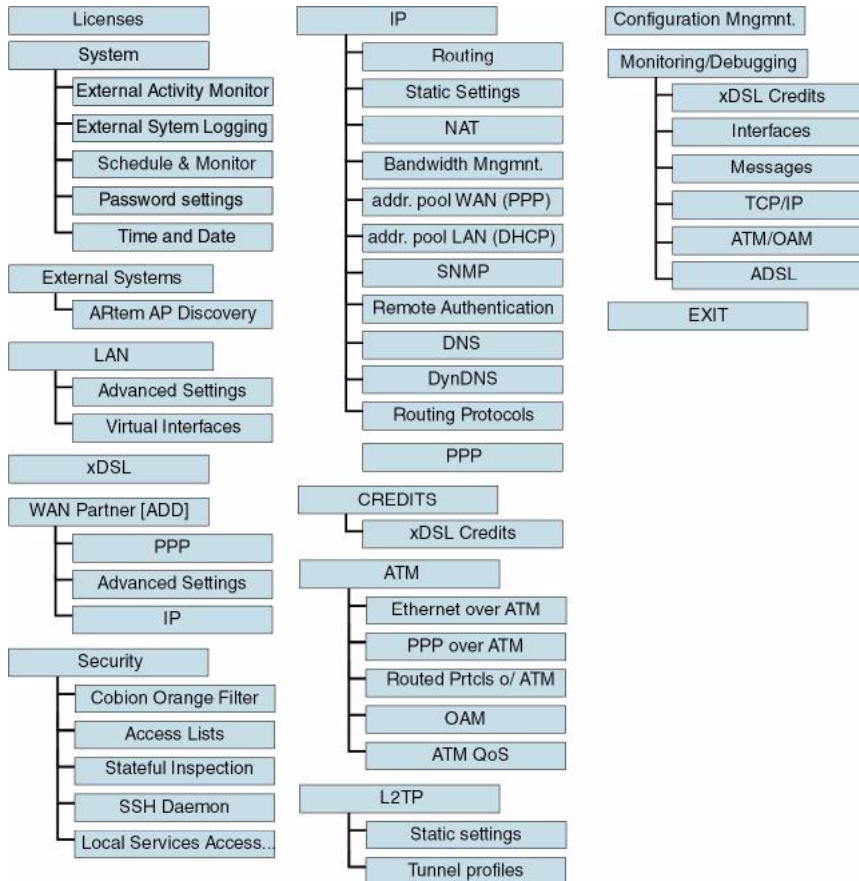 Licenses
System
External Activity Monitor
External Sytem Logging
Schedule & Monitor
Password settings
Time and Date
External Systems
ARtem AP Discovery
LAN
Advanced Settings
Virtual Interfaces
xDSL
WAN Partner [ADD]
PPP
Advanced Settings
IP
Security
Cobion Orange Filter
Access Lists
Stateful Inspection
SSH Daemon
Local Services Access...
IP
Routing
Static Settings
NAT
Bandwidth Mngmnt.
addr. pool WAN (PPP)
addr. pool LAN (DHCP)
SNMP
Remote Authentication
DNS
DynDNS
Routing Protocols
PPP
CREDITS
xDSL Credits
ATM
Ethernet over ATM
PPP over ATM
Routed Prtcls o/ ATM
OAM
ATM QoS
L2TP
Static settings
Tunnel profiles
Configuration Mngmnt.
Monitoring/Debugging
xDSL Credits
Interfaces
Messages
TCP/IP
ATM/OAM
ADSL
EXIT